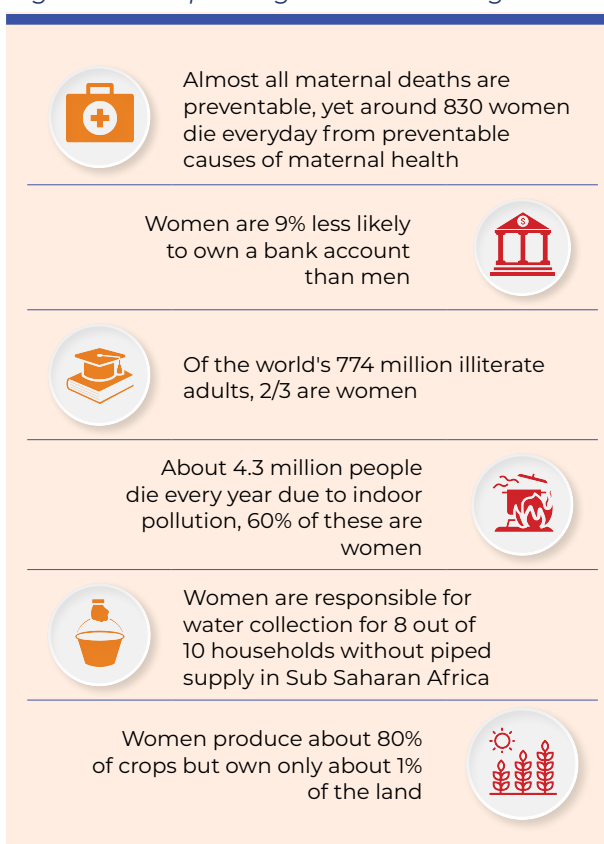 Almost all maternal deaths are
preventable, yet around 830 women
die everyday from preventable
causes of maternal health
Women are 9% less likely
to own a bank account
than men
$
Of the world's 774 million illiterate
adults, 2/3 are women
About 4.3 million people
die every year due to indoor
pollution, 60% of these are
women
Women are responsible for
water collection for 8 out of
10 households without piped
supply in Sub Saharan Africa
Women produce about 80%
of crops but own only about 1%
of the land